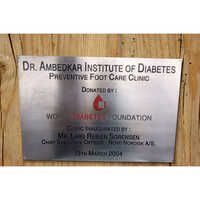 DR. AMBEDKAR INSTITUTE OF DIABETES
PREVENTIVE FOOT CARE CLINIC
DONATED BY :
WORLD DIABETES FOUNDATION
CLINIC INAUGURATED BY :
MR. LARS REBIEN SORENSEN
CHIEF EXECUTIVE OFFICER - NOVO NORDISK A/S.
13TH MARCH 2004